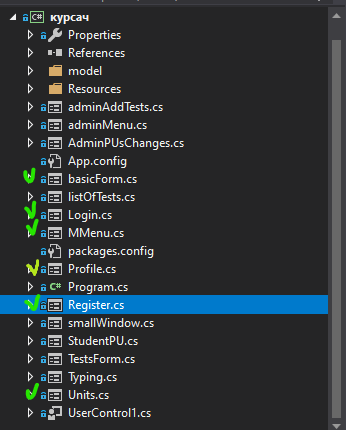 C# курсач
Properties
References
model
Resources
adminAddTests.cs
adminMenu.cs
AdminPUsChanges.cs
App.config
basicForm.cs
listOfTests.cs
Login.cs
MMenu.cs
packages.config
Profile.cs
C# Program.cs
Register.cs
smallWindow.cs
StudentPU.cs
TestsForm.cs
Typing.cs
Units.cs
UserControl1.cs